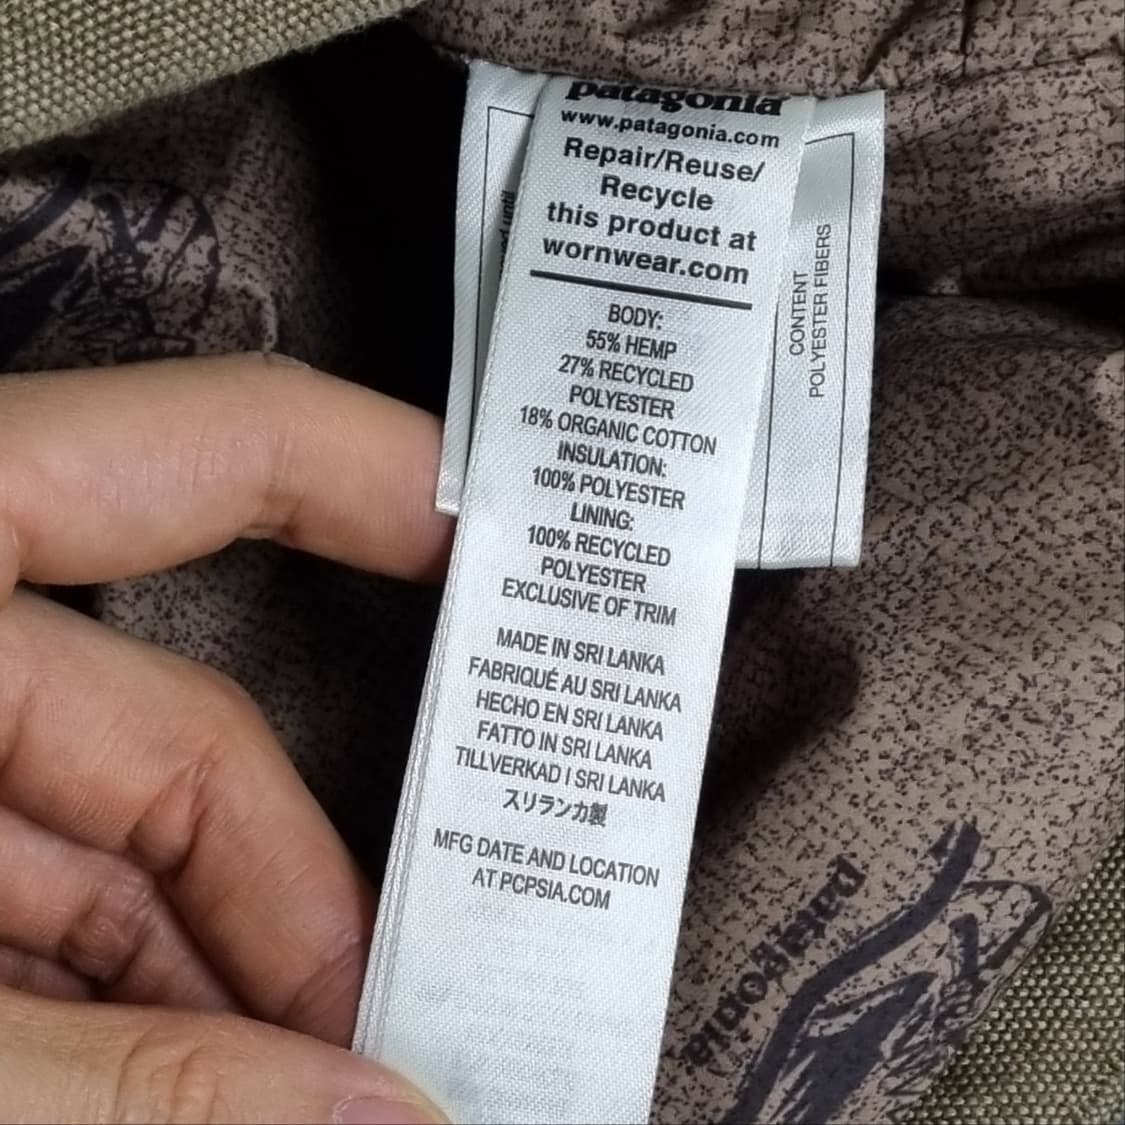 patagonia
www.patagonia.com
Repair/Reuse/
Recycle
this product at
wornwear.com
BODY:
55% HEMP
27% RECYCLED
POLYESTER
18% ORGANIC COTTON
INSULATION:
100% POLYESTER
LINING:
100% RECYCLED
POLYESTER
EXCLUSIVE OF TRIM
MADE IN SRI LANKA
FABRIQUÉ AU SRI LANKA
HECHO EN SRI LANKA
FATTO IN SRI LANKA
TILLVERKAD I SRI LANKA
スリランカ製
MFG DATE AND LOCATION
AT PCPSIA.COM
CONTENT
POLYESTER FIBERS
patagonia